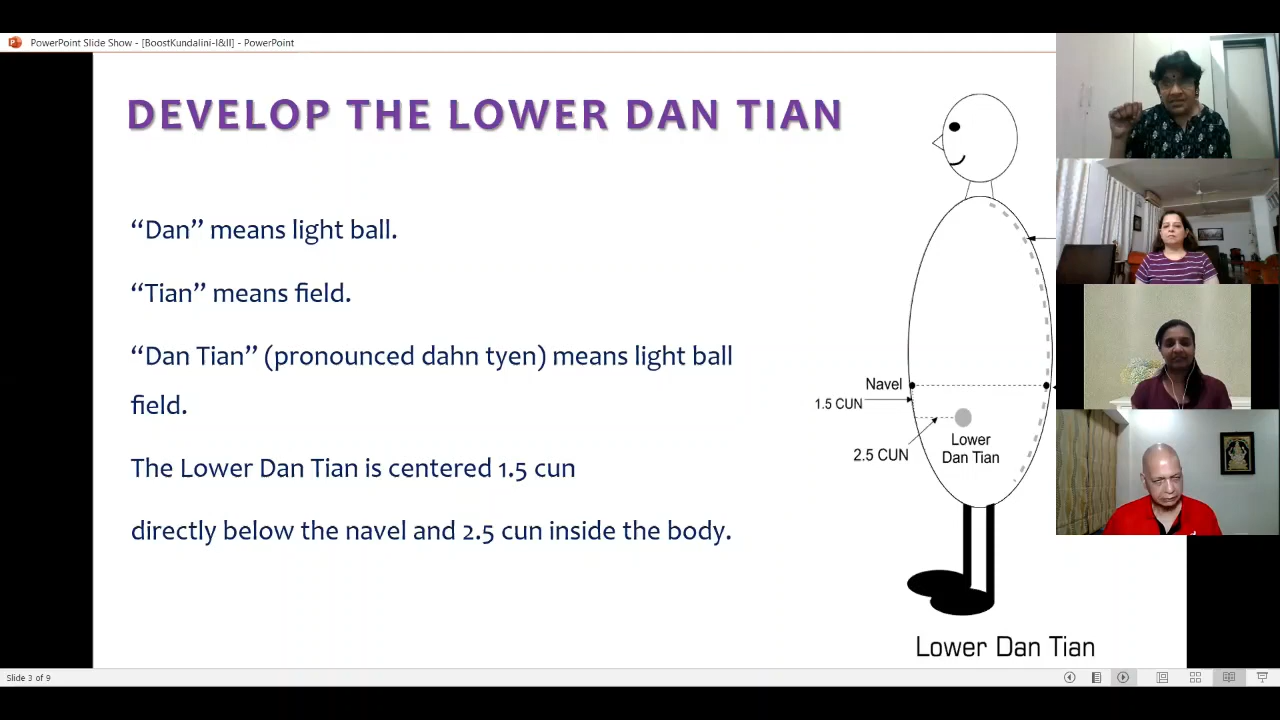 PowerPoint Slide Show - [BoostKundalini-I&II] - PowerPoint
DEVELOP THE LOWER DAN TIAN
“Dan” means light ball.
“Tian” means field.
“Dan Tian” (pronounced dahn tyen) means light ball
field.
The Lower Dan Tian is centered 1.5 cun
directly below the navel and 2.5 cun inside the body.
Navel
1.5 CUN
2.5 CUN
Lower
Dan Tian
Lower Dan Tian
Slide 3 of 9